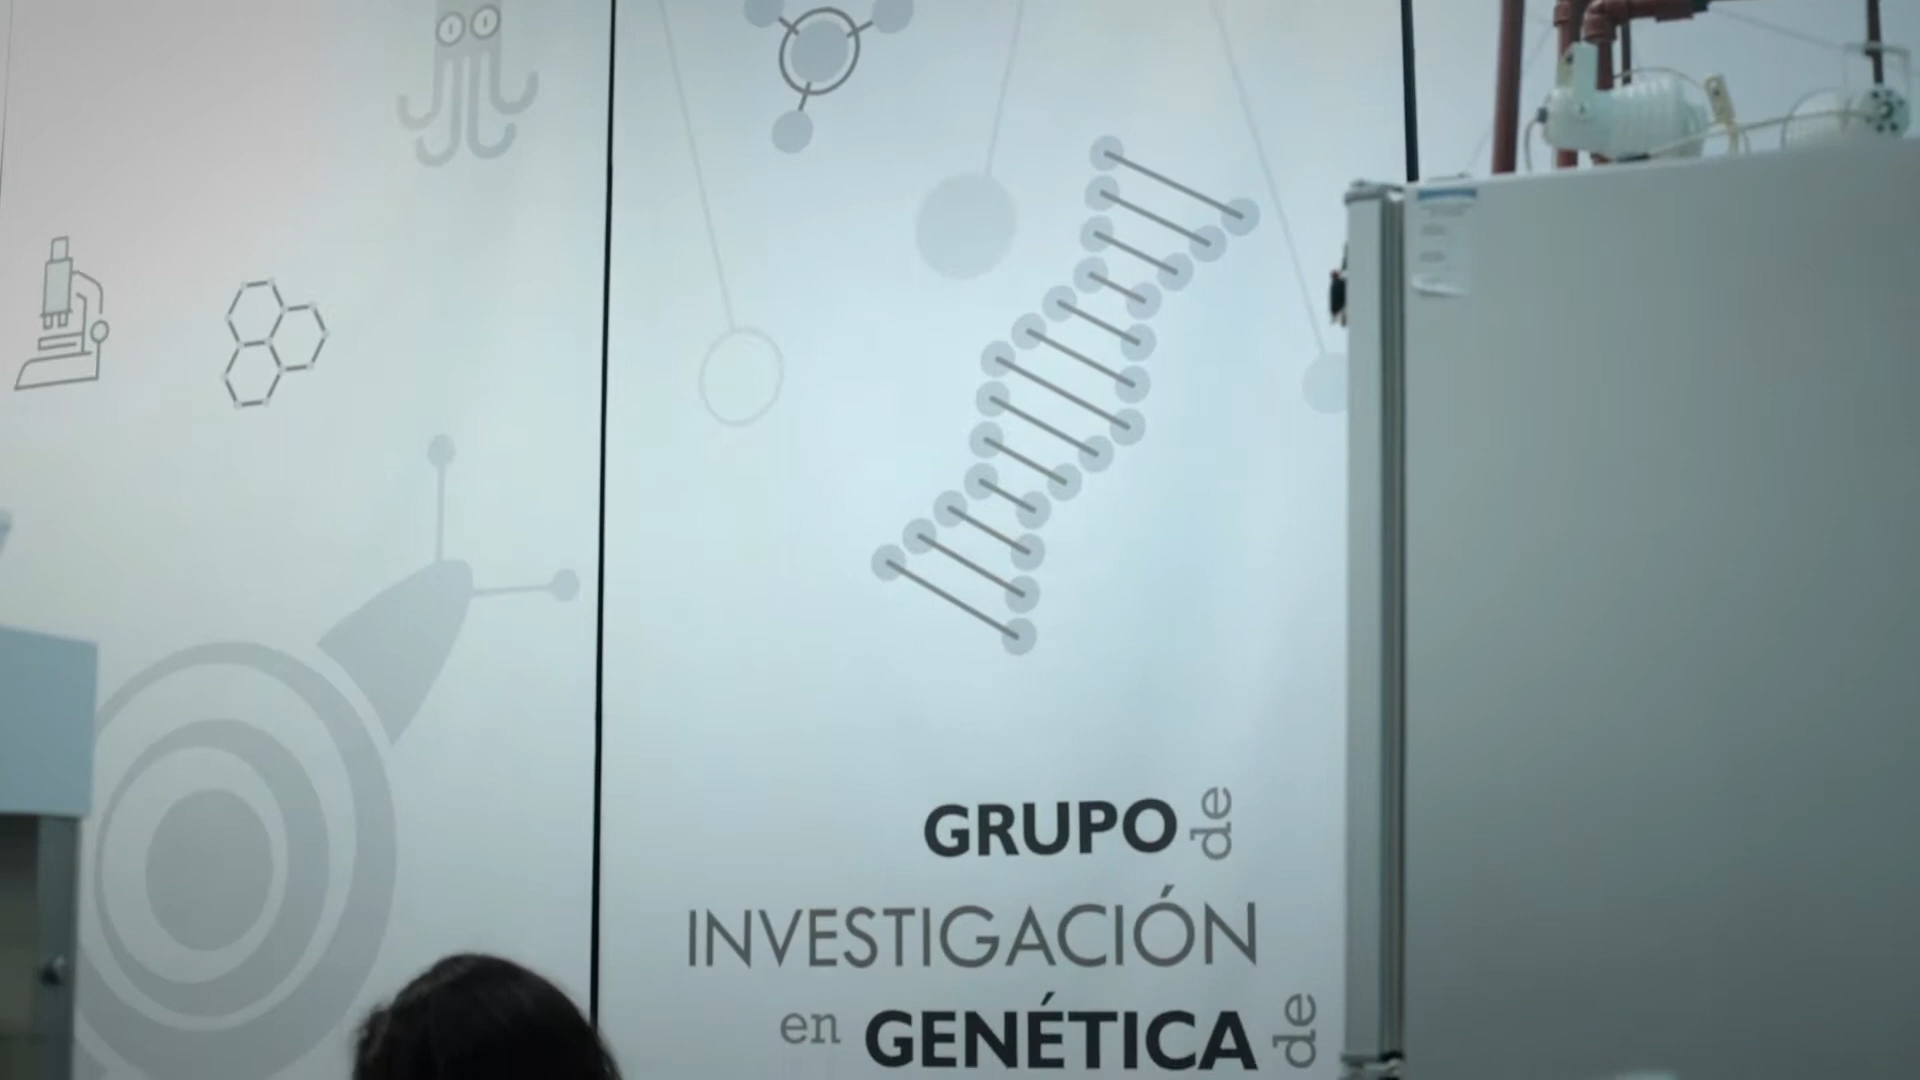 GRUPO de
INVESTIGACIÓN
en GENÉTICA de